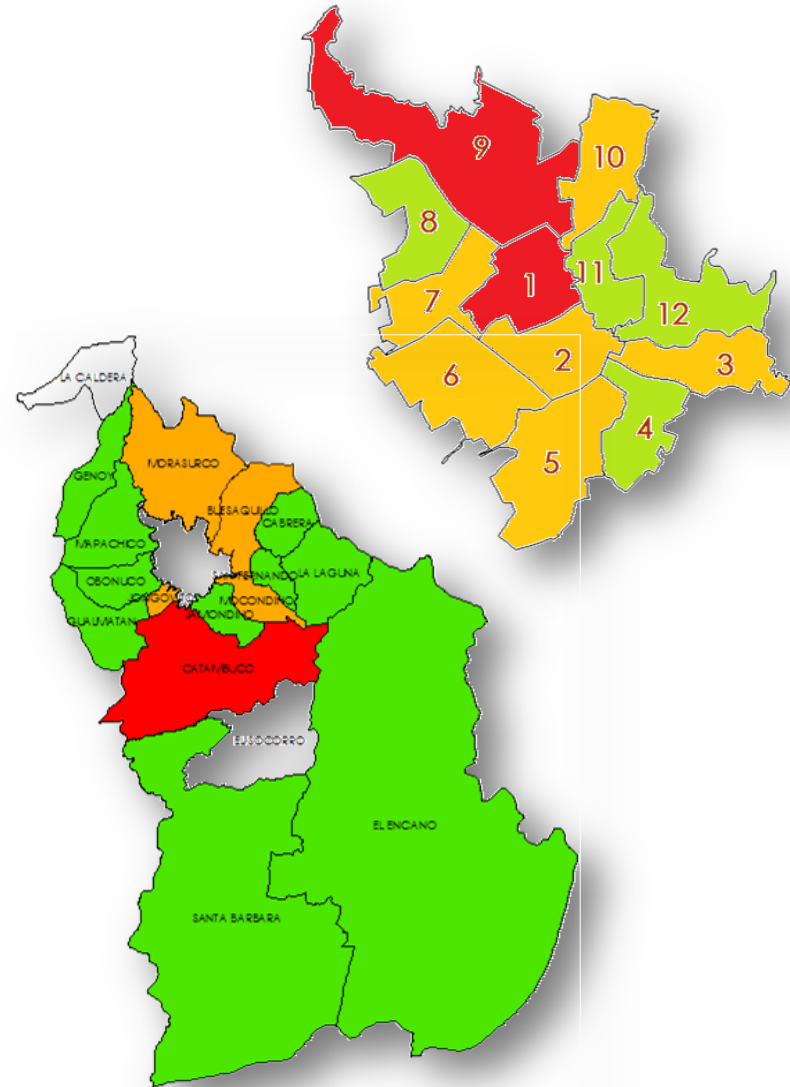 9
10
8
11
1
7
12
2
3
6
4
5
LA CALDERA
MORASURCO
GENOY
BUESAQUILLO
CABRERA
MAPACHICO
LA LAGUNA
OBONUCO
MOCONDINO
GUALMATAN
JAMONDINO
CATAMBUCO
EL SOCORRO
EL ENCANO
SANTA BARBARA